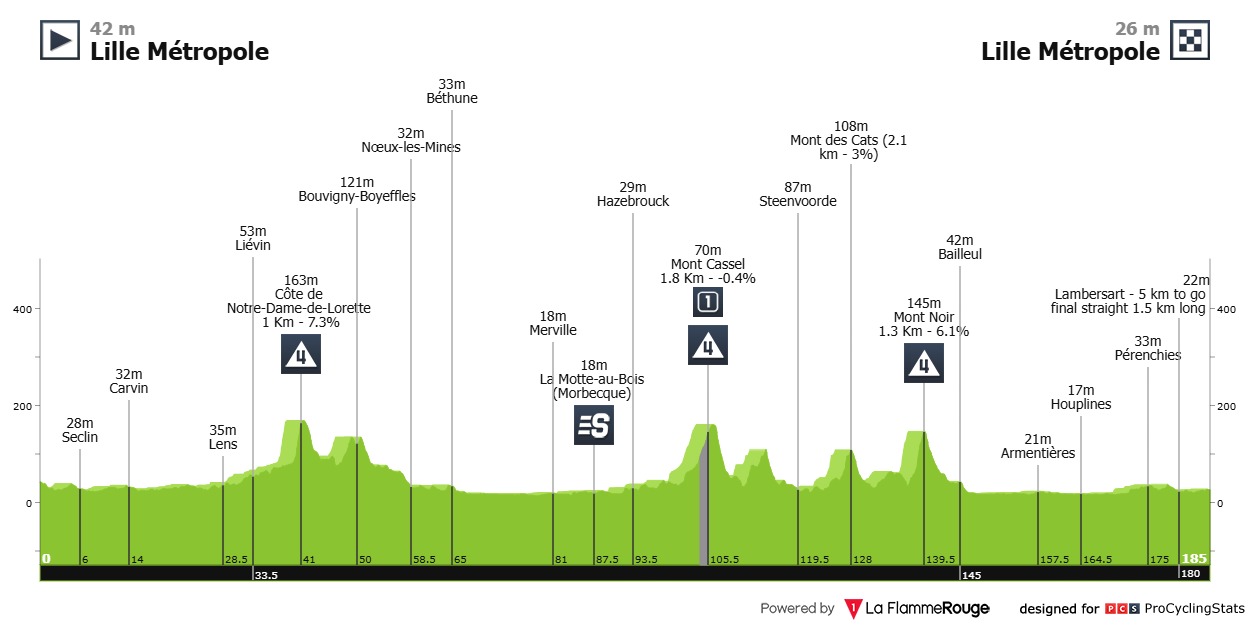 42 m
Lille Métropole
26 m
Lille Métropole
33m
Béthune
32m
Nœux-les-Mines
108m
Mont des Cats (2.1
km - 3%)
121m
Bouvigny-Boyeffles
29m
Hazebrouck
87m
Steenvoorde
53m
Liévin
42m
Bailleul
70m
Mont Cassel
1.8 Km - -0.4%
1
4
163m
Côte de
Notre-Dame-de-Lorette
1 Km - 7.3%
4
22m
Lambersart - 5 km to go
final straight 1.5 km long
145m
Mont Noir
1.3 Km - 6.1%
4
18m
Merville
33m
Pérenchies
18m
La Motte-au-Bois
(Morbecque)
S
32m
Carvin
17m
Houplines
28m
Seclin
35m
Lens
21m
Armentières
400
200
0
400
200
0
0 6 14 28.5 41 50 58.5 65 81 87.5 93.5 105.5 119.5 128 139.5 157.5 164.5 175 185
33.5 145 180
Powered by La FlammeRouge designed for PCS ProCyclingStats